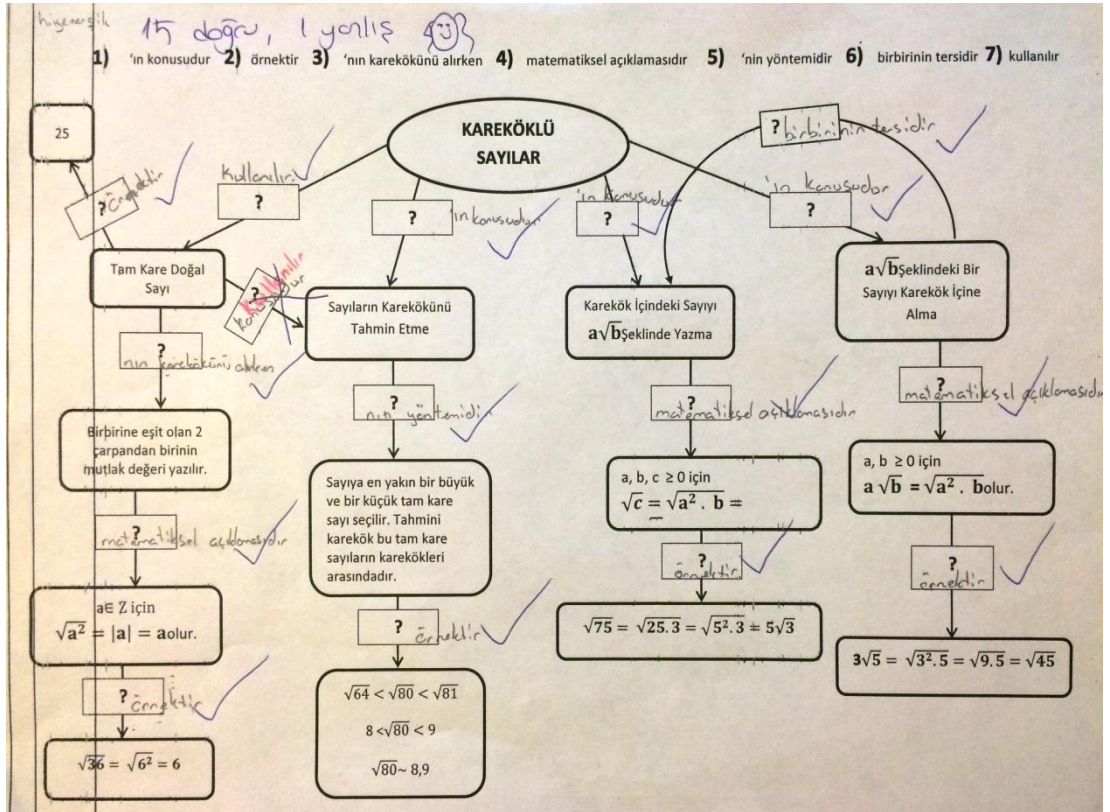 hiyerarşik
15 doğru, 1 yanlış
1) 'ın konusudur 2) örnektir 3) 'nın karekökünü alırken 4) matematiksel açıklamasıdır 5) 'nin yöntemidir 6) birbirinin tersidir 7) kullanılır
KAREKÖKLÜ
SAYILAR
? birbirinin tersidir
25
? örnektir
kullanılır
?
? 'ın konusudur
'ın konusudur
?
'ın konusudur
?
Tam Kare Doğal
Sayı
?
kullanılır
konusudur
Sayıların Karekökünü
Tahmin Etme
Karekök İçindeki Sayıyı
a√b Şeklinde Yazma
a√b Şeklindeki Bir
Sayıyı Karekök İçine
Alma
?
nın karekökünü alırken
?
nın yöntemidir
?
matematiksel açıklamasıdır
?
matematiksel açıklamasıdır
Birbirine eşit olan 2
çarpandan birinin
mutlak değeri yazılır.
Sayıya en yakın bir büyük
ve bir küçük tam kare
sayı seçilir. Tahmini
karekök bu tam kare
sayıların karekökleri
arasındadır.
a, b, c ≥ 0 için
√c = √a² . b =
a, b ≥ 0 için
a √b = √a² . b olur.
?
matematiksel açıklamasıdır
?
örnektir
?
örnektir
?
örnektir
a∈ Z için
√a² = |a| = a olur.
√64 < √80 < √81
8 < √80 < 9
√80 ~ 8,9
√75 = √25.3 = √5².3 = 5√3
3√5 = √3².5 = √9.5 = √45
? örnektir
√36 = √6² = 6